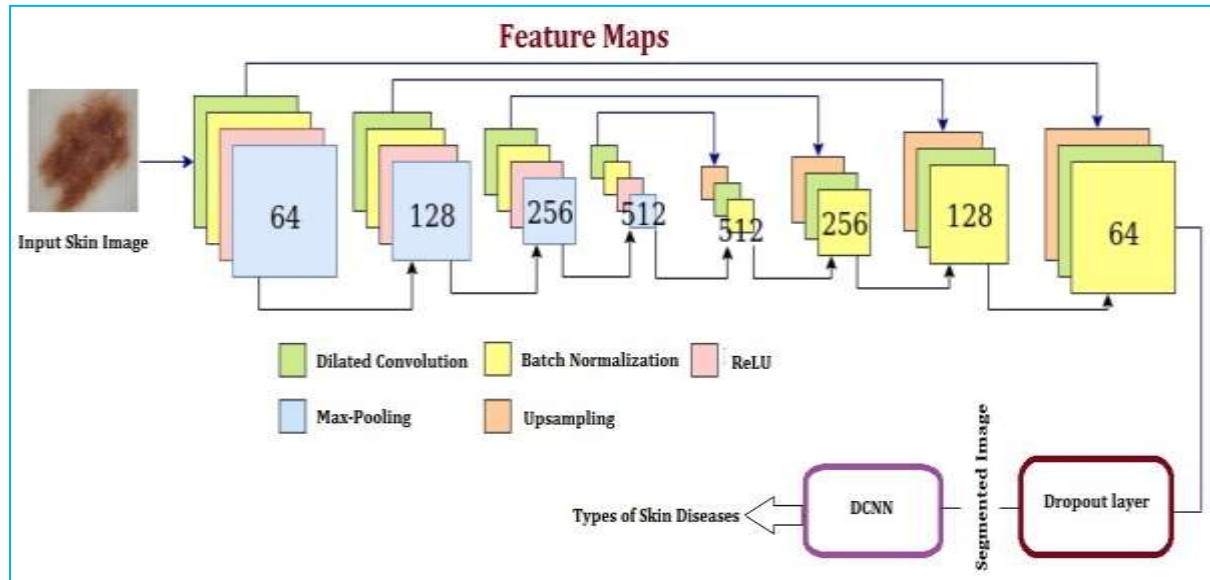 Feature Maps
Input Skin Image
64
128
256
512
512
256
128
64
Dilated Convolution
Batch Normalization
ReLU
Max-Pooling
Upsampling
Types of Skin Diseases
DCNN
Segmented Image
Dropout layer